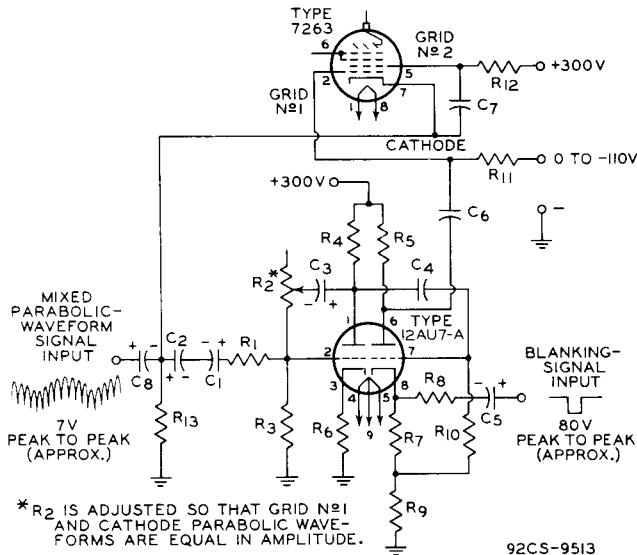 TYPE
7263
GRID
Nº2
6
5
2
7
+300V
R12
GRID
Nº1
1
8
C7
CATHODE
0 TO -110V
R11
+300V
C6
-
R4
R5
R2*
C3
C4
- +
1
6
MIXED
PARABOLIC-
WAVEFORM
SIGNAL
INPUT
TYPE
12AU7-A
BLANKING-
SIGNAL
INPUT
+ -
C2
- +
R1
2
7
C8
+ -
C1
3
4
5
8
9
R8
- +
C5
7V
PEAK TO PEAK
(APPROX.)
R13
R3
R6
R7
R10
80V
PEAK TO PEAK
(APPROX.)
R9
*R2 IS ADJUSTED SO THAT GRID Nº1
AND CATHODE PARABOLIC WAVE-
FORMS ARE EQUAL IN AMPLITUDE.
92CS-9513